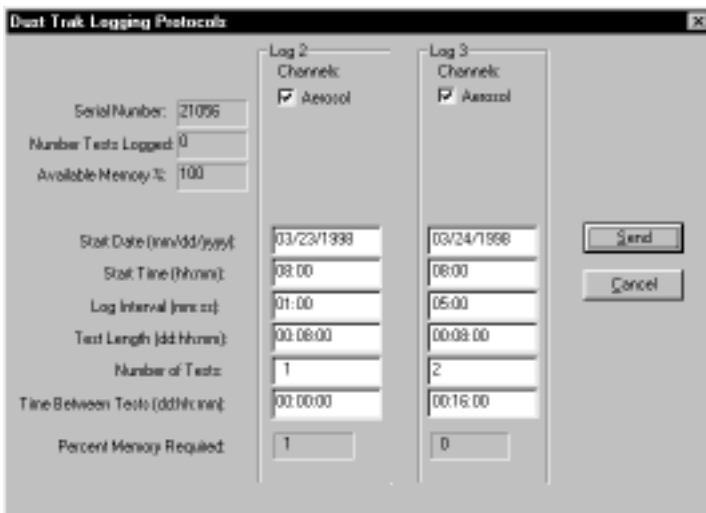 Dust Trak Logging Protocols
Log 2
Log 3
Channels:
Channels:
Aerosol
Aerosol
Serial Number: 21096
Number Tests Logged: 0
Available Memory %: 100
Start Date (mm/dd/yyyy): 03/23/1998 03/24/1998
Start Time (hh:mm): 08:00 08:00
Log Interval (mm:ss): 01:00 05:00
Test Length (dd:hh:mm): 00:08:00 00:08:00
Number of Tests: 1 2
Time Between Tests (dd:hh:mm): 00:00:00 00:16:00
Percent Memory Required: 1 0
Send
Cancel